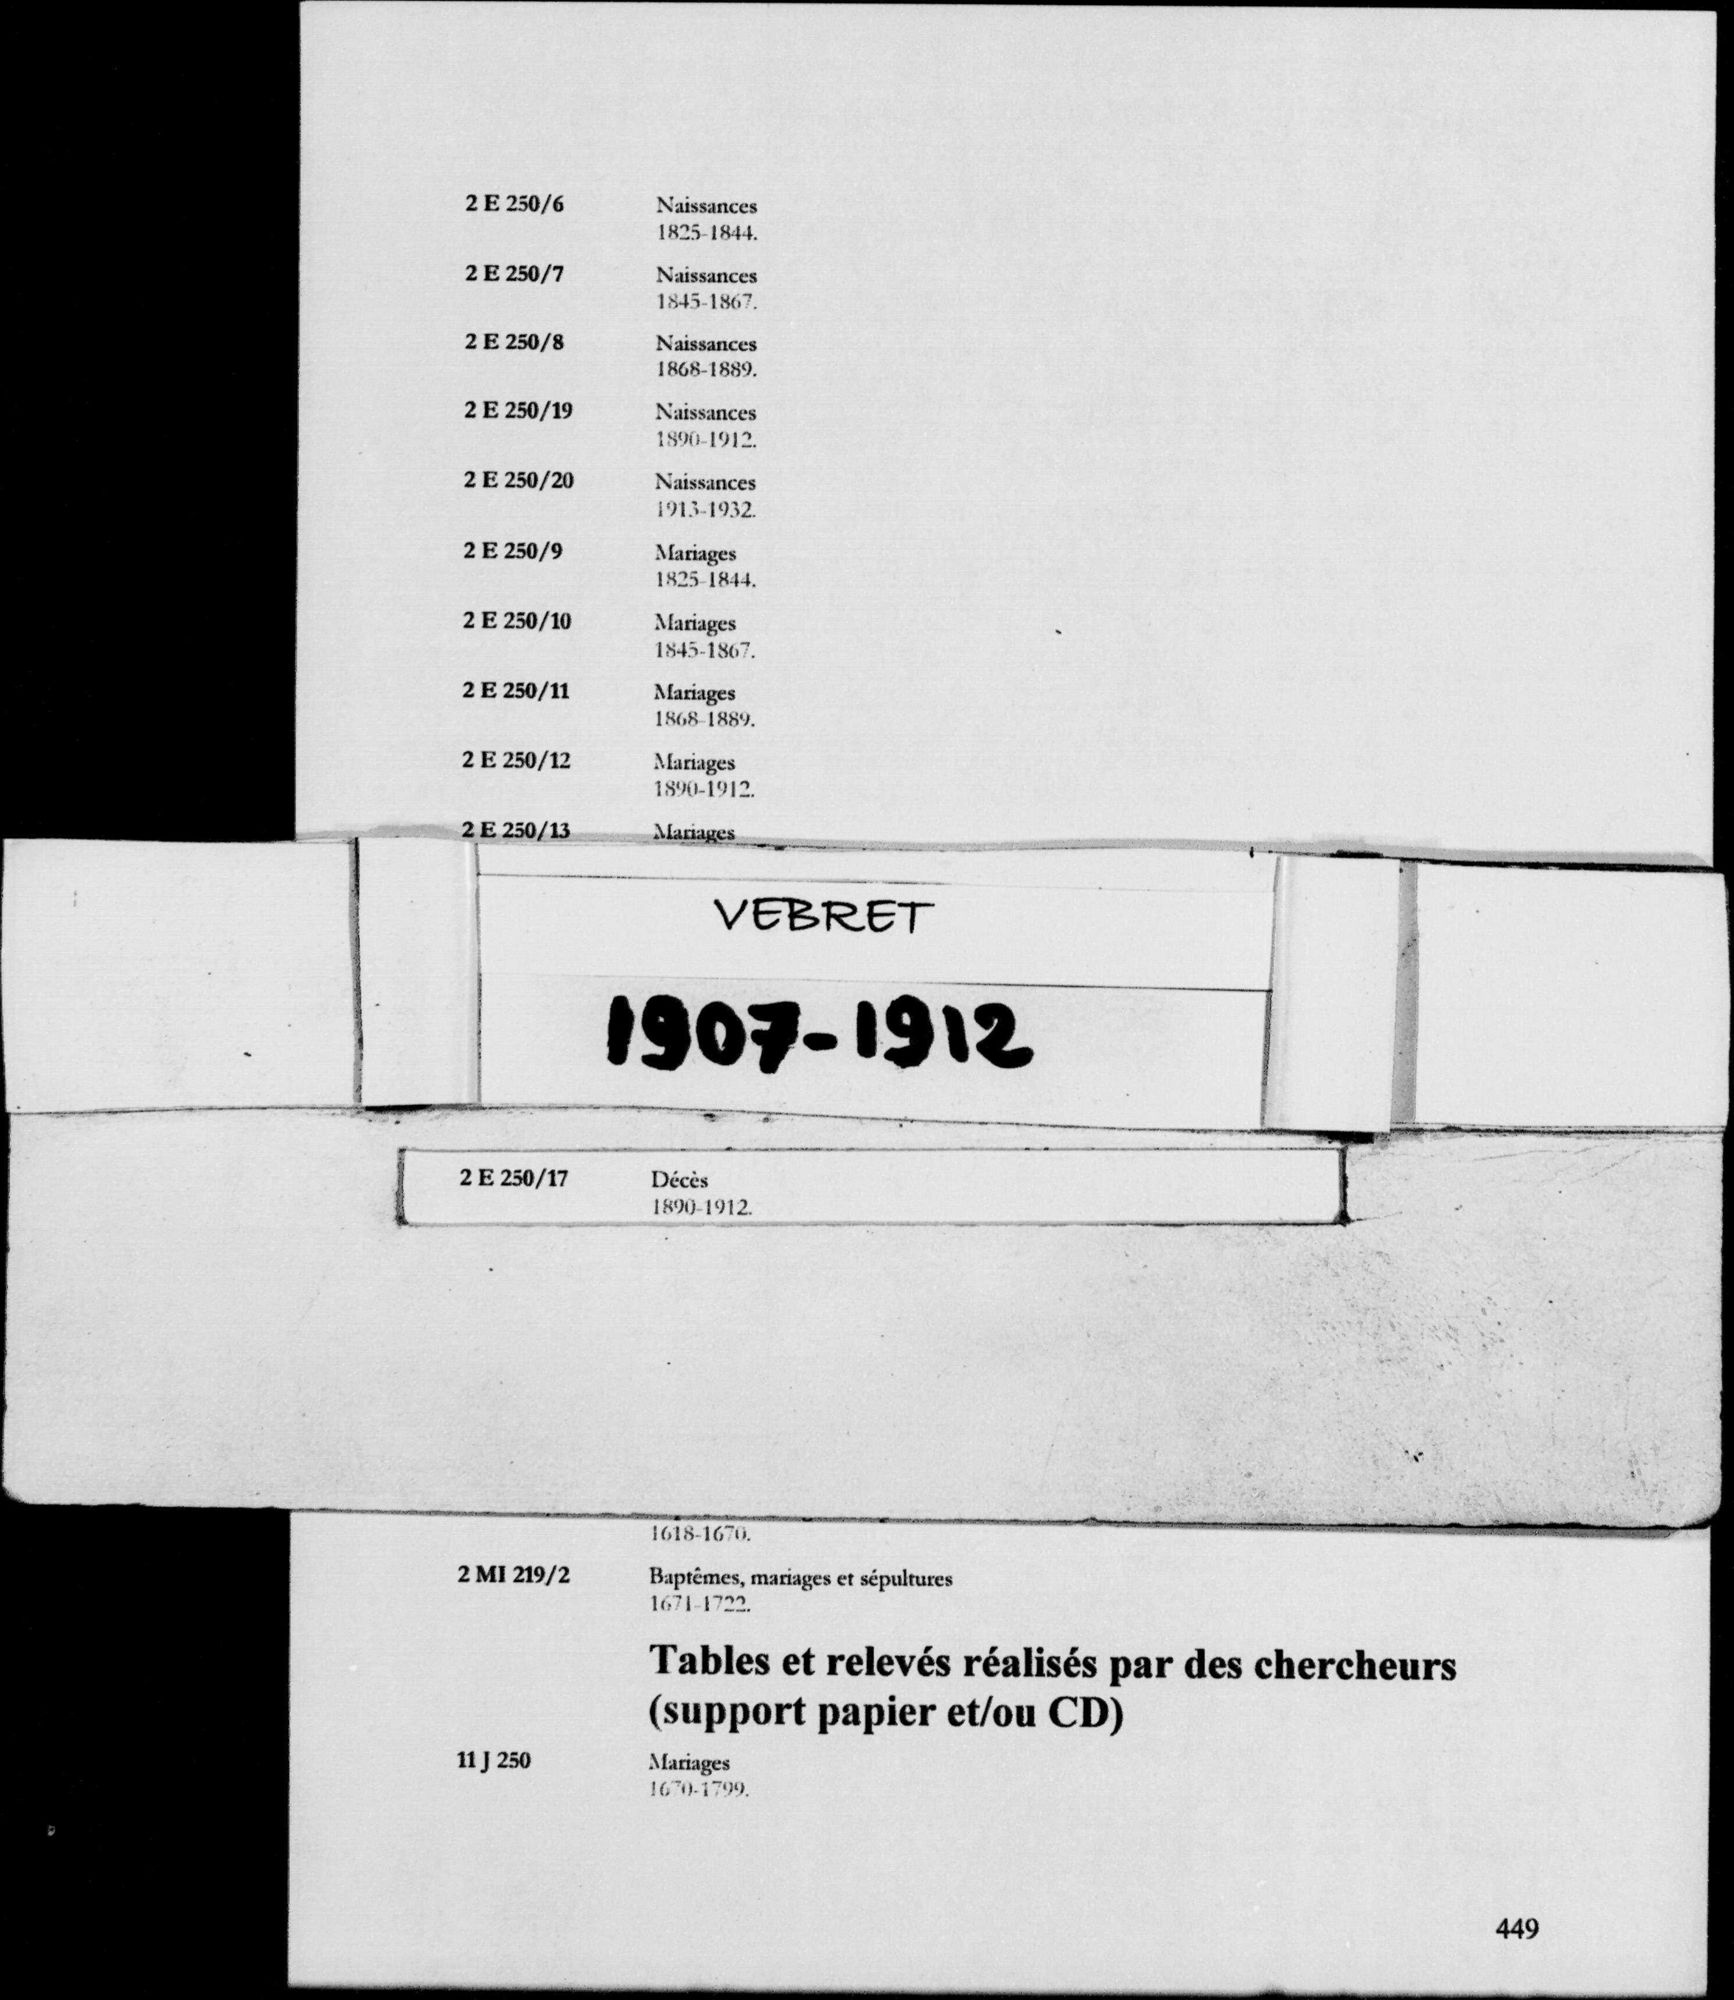 2 E 250/6 Naissances
1825-1844.
2 E 250/7 Naissances
1845-1867.
2 E 250/8 Naissances
1868-1889.
2 E 250/19 Naissances
1890-1912.
2 E 250/20 Naissances
1913-1932.
2 E 250/9 Mariages
1825-1844.
2 E 250/10 Mariages
1845-1867.
2 E 250/11 Mariages
1868-1889.
2 E 250/12 Mariages
1890-1912.
2 E 250/13 Mariages
VEBRET
1907-1912
2 E 250/17 Décès
1890-1912.
1618-1670.
2 MI 219/2 Baptêmes, mariages et sépultures
1671-1722.
Tables et relevés réalisés par des chercheurs
(support papier et/ou CD)
11 J 250 Mariages
1670-1799.
449